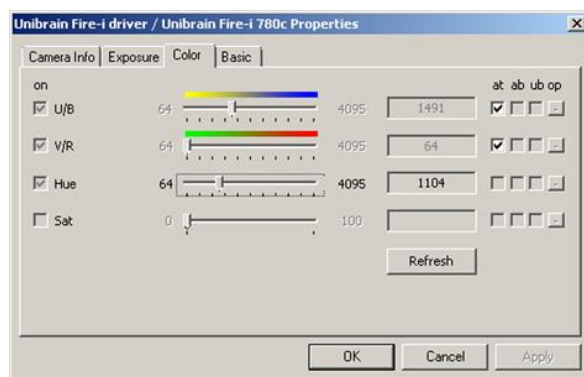 Unibrain Fire-i driver / Unibrain Fire-i 780c Properties
Camera Info Exposure Color Basic
on at ab ub op
U/B 64 4095 1491 -
V/R 64 4095 64 -
Hue 64 4095 1104 -
Sat 0 100 -
Refresh
OK Cancel Apply